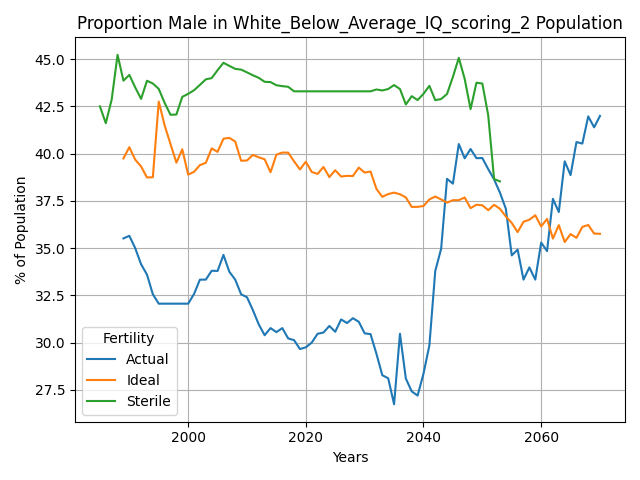 Proportion Male in White_Below_Average_IQ_scoring_2 Population
% of Population
45.0
42.5
40.0
37.5
35.0
32.5
30.0
27.5
Fertility
Actual
Ideal
Sterile
2000
2020
2040
2060
Years